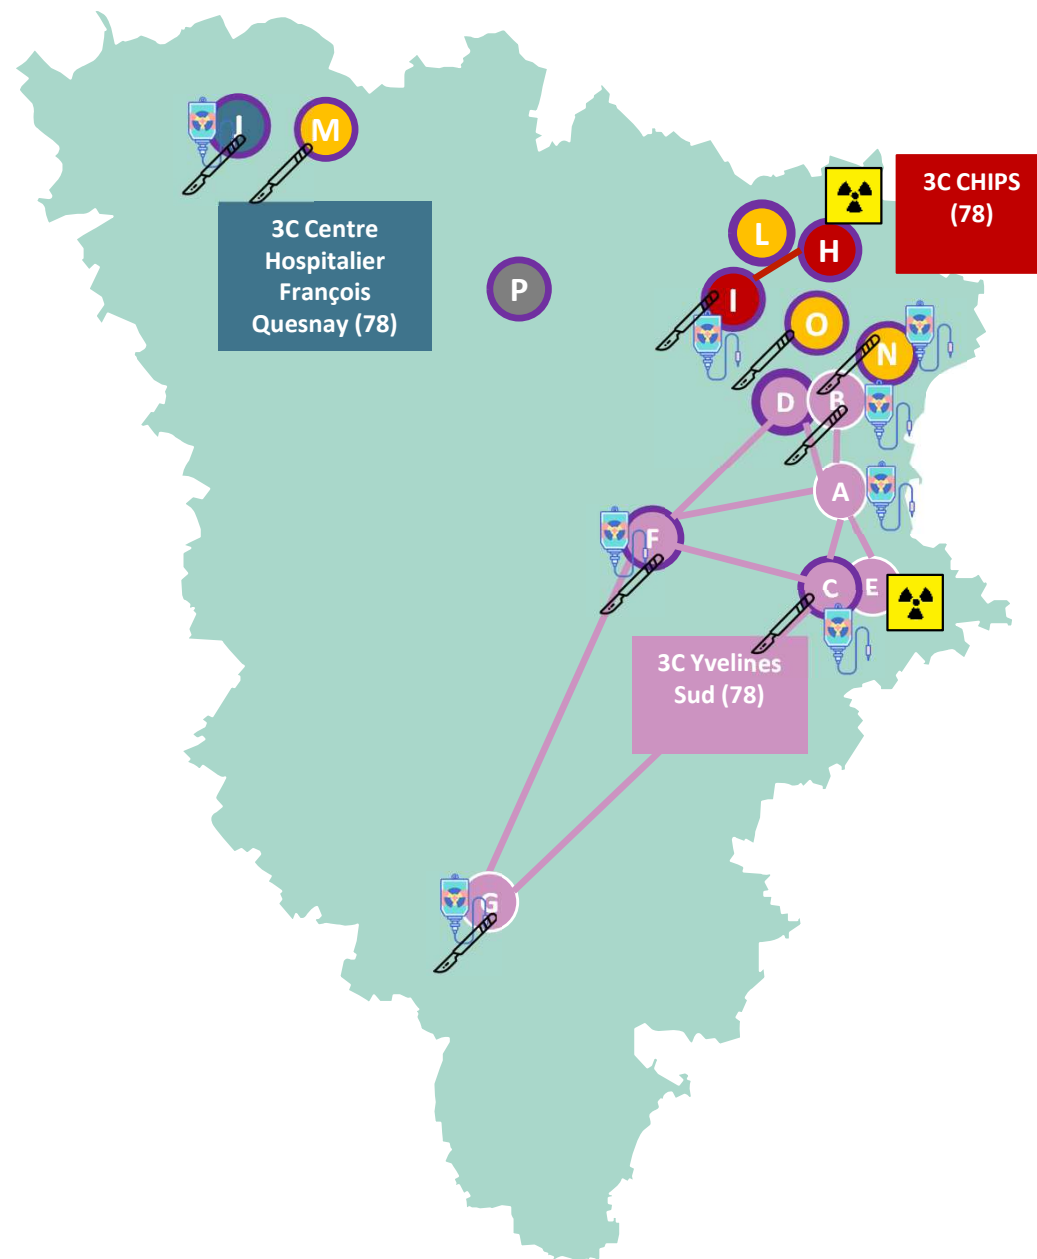 J
M
3C CHIPS
(78)
3C Centre
Hospitalier
François
Quesnay (78)
L
H
P
I
O
N
D
B
A
F
C
E
3C Yvelines
Sud (78)
G